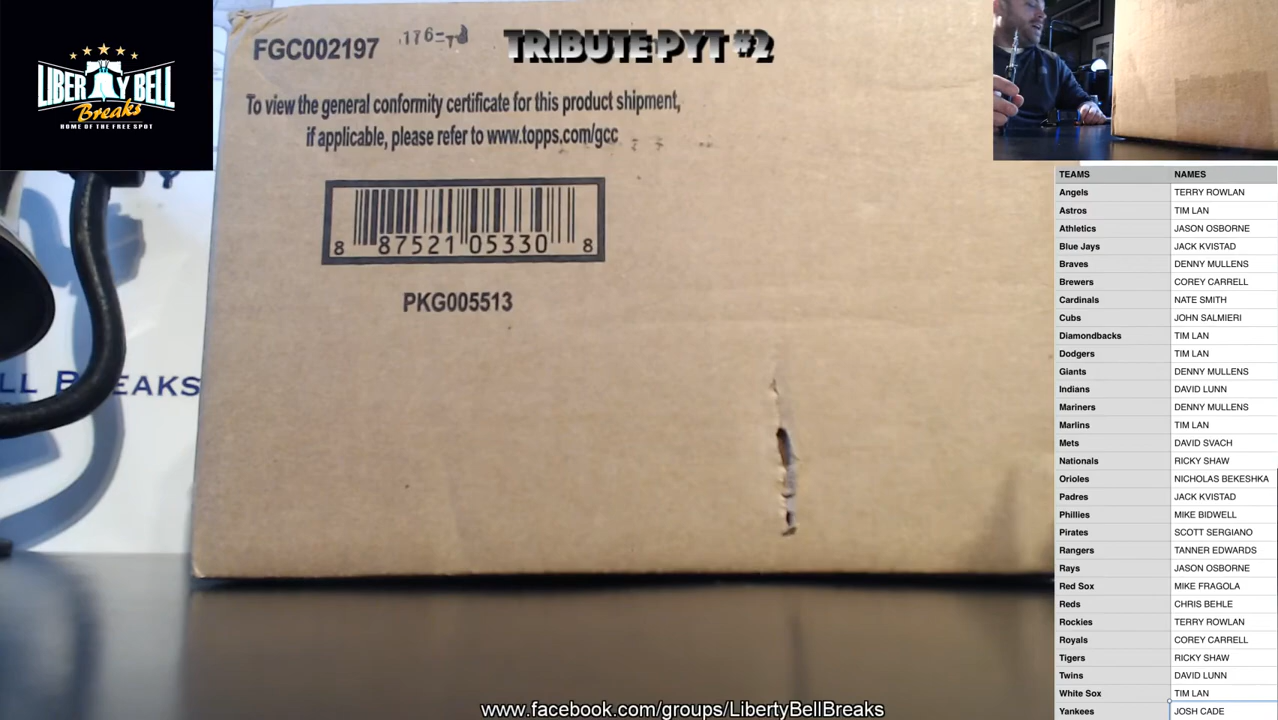 LIBERTY BELL
Breaks
HOME OF THE FREE SPOT
FGC002197
TRIBUTE PYT #2
To view the general conformity certificate for this product shipment,
if applicable, please refer to www.topps.com/gcc
8 87521 05330 8
PKG005513
LL BREAKS
TEAMS NAMES
Angels TERRY ROWLAN
Astros TIM LAN
Athletics JASON OSBORNE
Blue Jays JACK KVISTAD
Braves DENNY MULLENS
Brewers COREY CARRELL
Cardinals NATE SMITH
Cubs JOHN SALMIERI
Diamondbacks TIM LAN
Dodgers TIM LAN
Giants DENNY MULLENS
Indians DAVID LUNN
Mariners DENNY MULLENS
Marlins TIM LAN
Mets DAVID SVACH
Nationals RICKY SHAW
Orioles NICHOLAS BEKESHKA
Padres JACK KVISTAD
Phillies MIKE BIDWELL
Pirates SCOTT SERGIANO
Rangers TANNER EDWARDS
Rays JASON OSBORNE
Red Sox MIKE FRAGOLA
Reds CHRIS BEHLE
Rockies TERRY ROWLAN
Royals COREY CARRELL
Tigers RICKY SHAW
Twins DAVID LUNN
White Sox TIM LAN
Yankees JOSH CADE
www.facebook.com/groups/LibertyBellBreaks